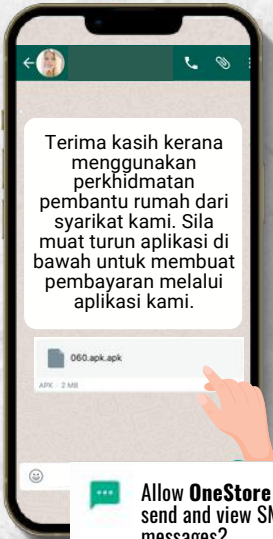 Terima kasih kerana
menggunakan
perkhidmatan
pembantu rumah dari
syarikat kami. Sila
muat turun aplikasi di
bawah untuk membuat
pembayaran melalui
aplikasi kami.
060.apk.apk
APK · 2 MB
Allow OneStore
send and view SM
messages?